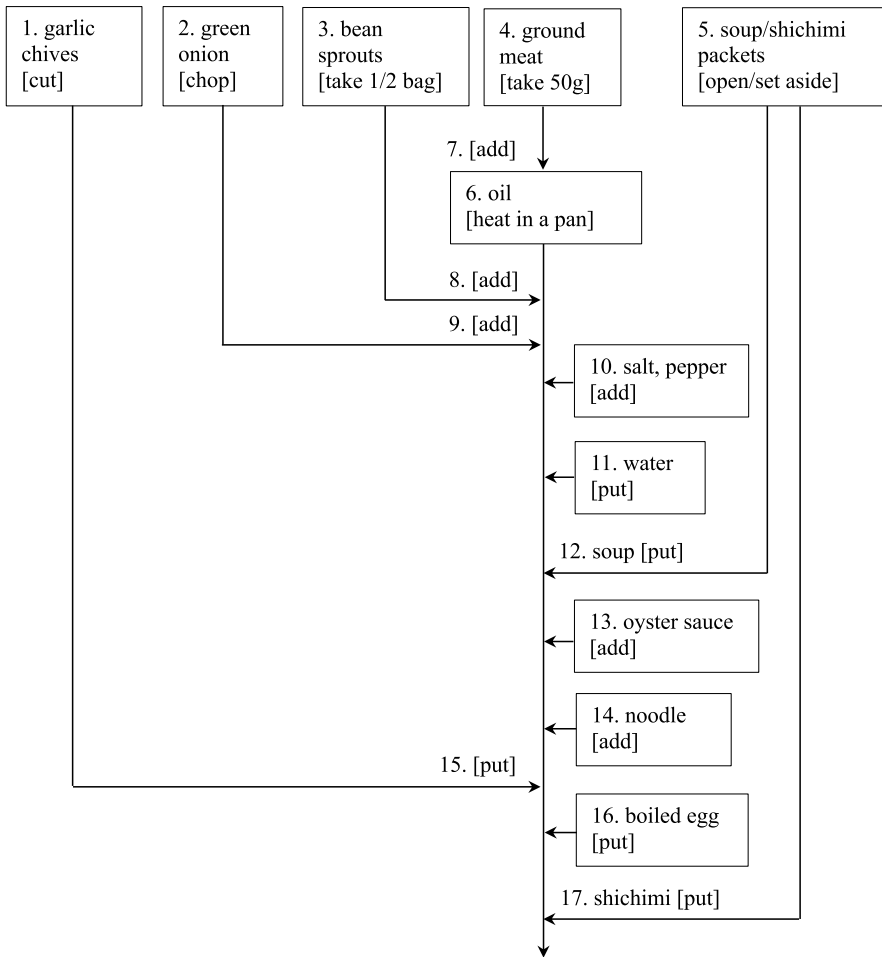 1. garlic
chives
[cut]
2. green
onion
[chop]
3. bean
sprouts
[take 1/2 bag]
4. ground
meat
[take 50g]
5. soup/shichimi
packets
[open/set aside]
7. [add]
6. oil
[heat in a pan]
8. [add]
9. [add]
10. salt, pepper
[add]
11. water
[put]
12. soup [put]
13. oyster sauce
[add]
14. noodle
[add]
15. [put]
16. boiled egg
[put]
17. shichimi [put]